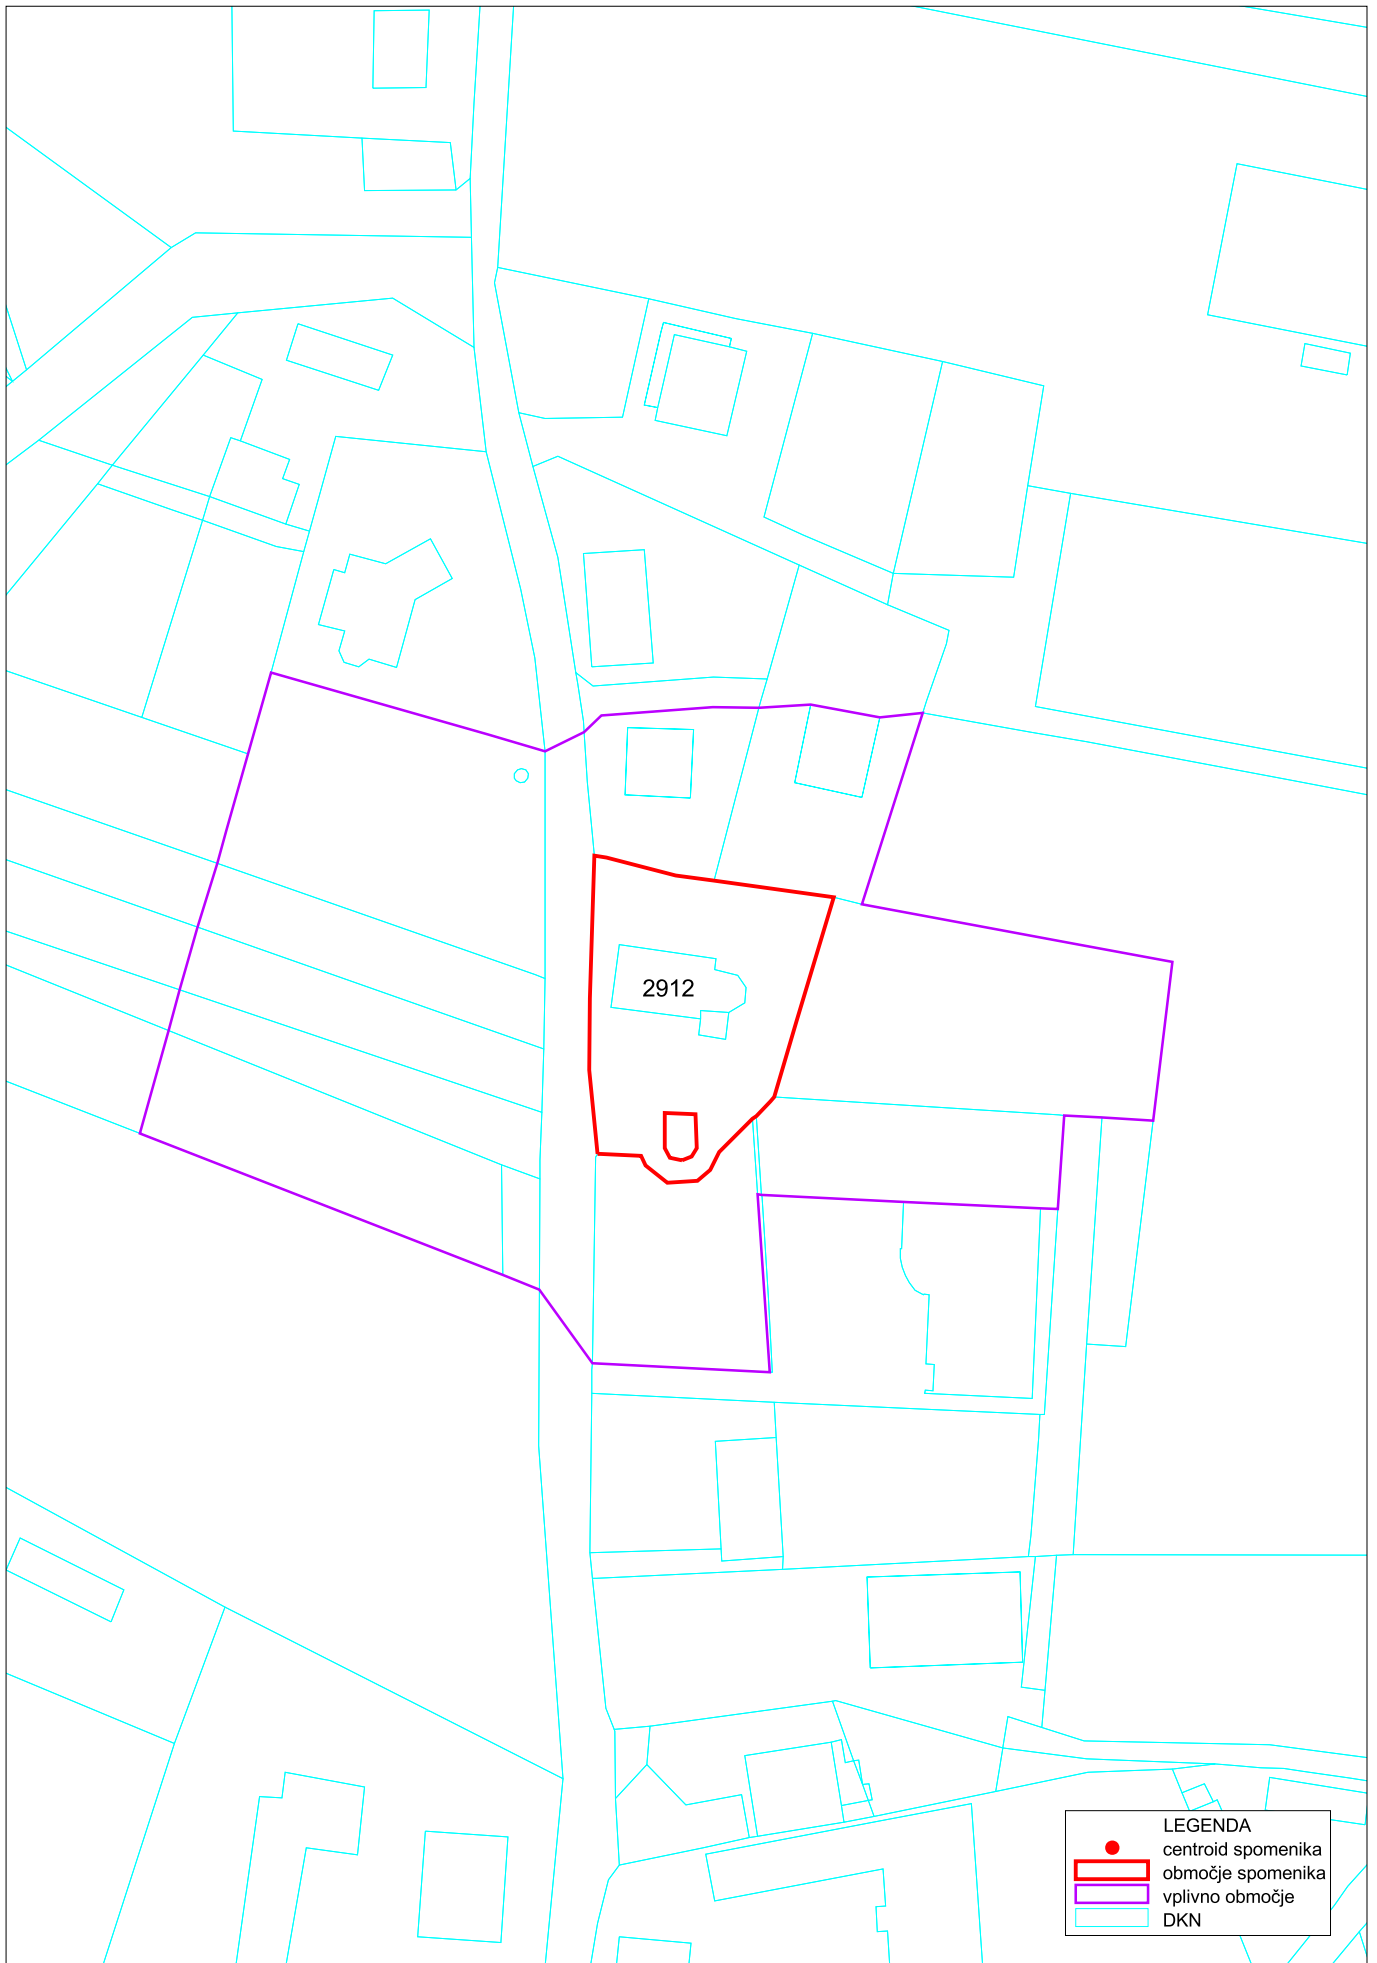 2912
LEGENDA
centroid spomenika
območje spomenika
vplivno območje
DKN